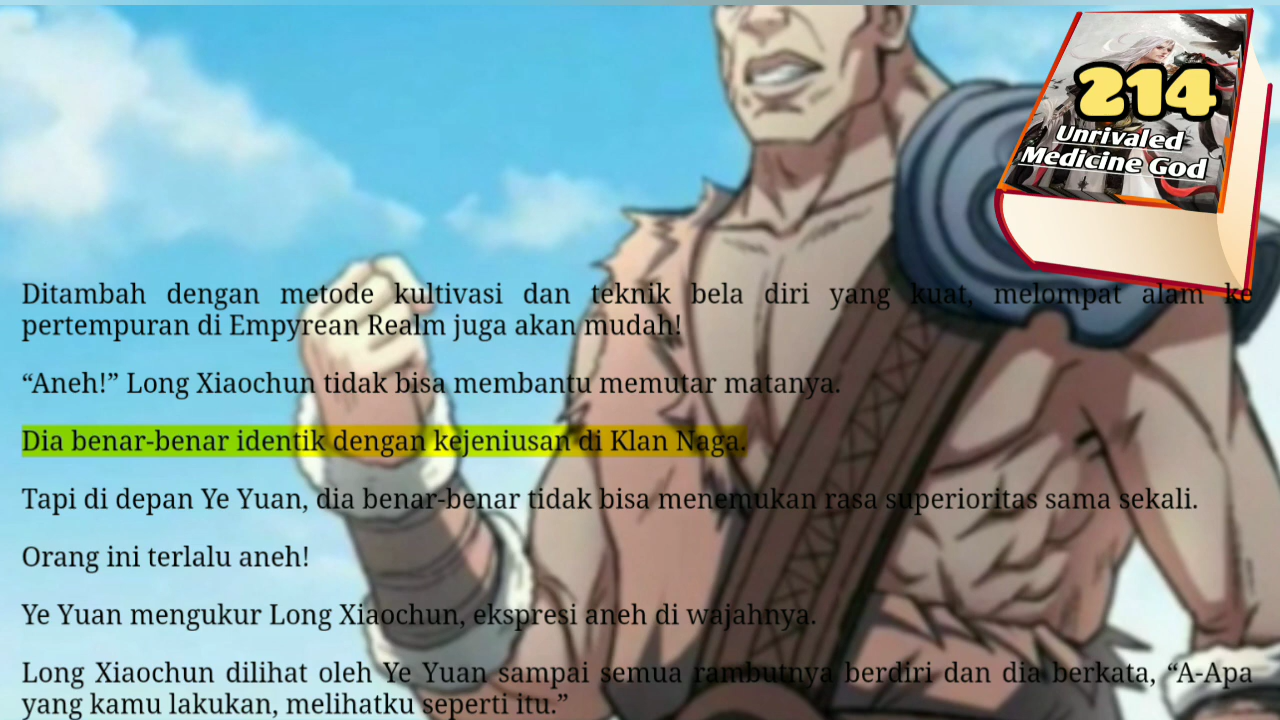 214
Unrivaled
Medicine God
Ditambah dengan metode kultivasi dan teknik bela diri yang kuat, melompat alam ke
pertempuran di Empyrean Realm juga akan mudah!
“Aneh!” Long Xiaochun tidak bisa membantu memutar matanya.
Dia benar-benar identik dengan kejeniusan di Klan Naga.
Tapi di depan Ye Yuan, dia benar-benar tidak bisa menemukan rasa superioritas sama sekali.
Orang ini terlalu aneh!
Ye Yuan mengukur Long Xiaochun, ekspresi aneh di wajahnya.
Long Xiaochun dilihat oleh Ye Yuan sampai semua rambutnya berdiri dan dia berkata, “A-Apa
yang kamu lakukan, melihatku seperti itu.”